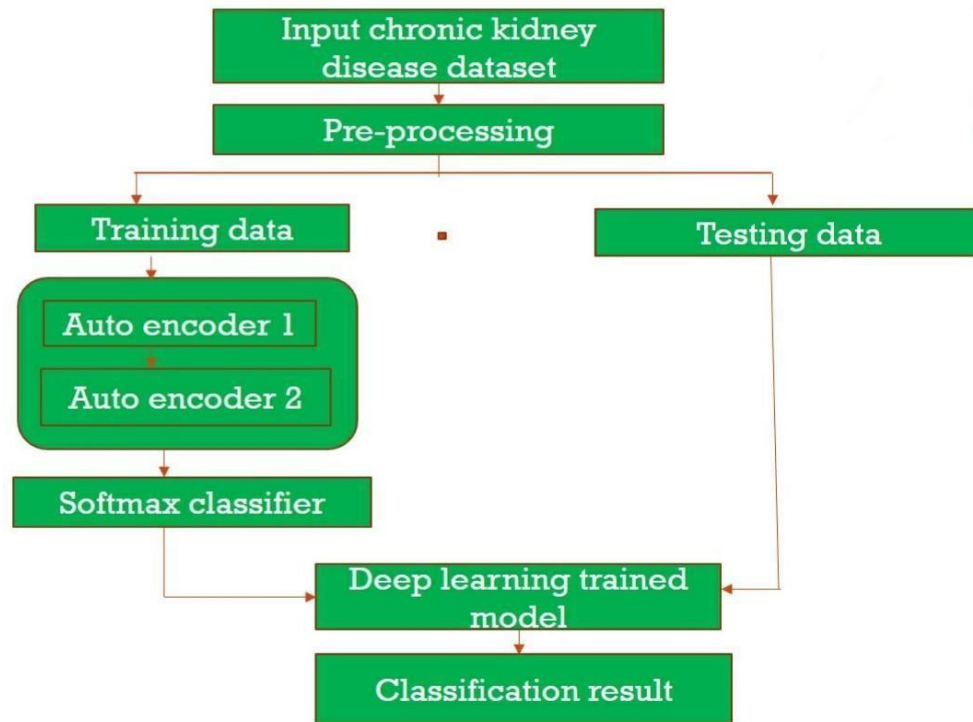 Input chronic kidney
disease dataset
Pre-processing
Training data
Testing data
Auto encoder 1
Auto encoder 2
Softmax classifier
Deep learning trained
model
Classification result